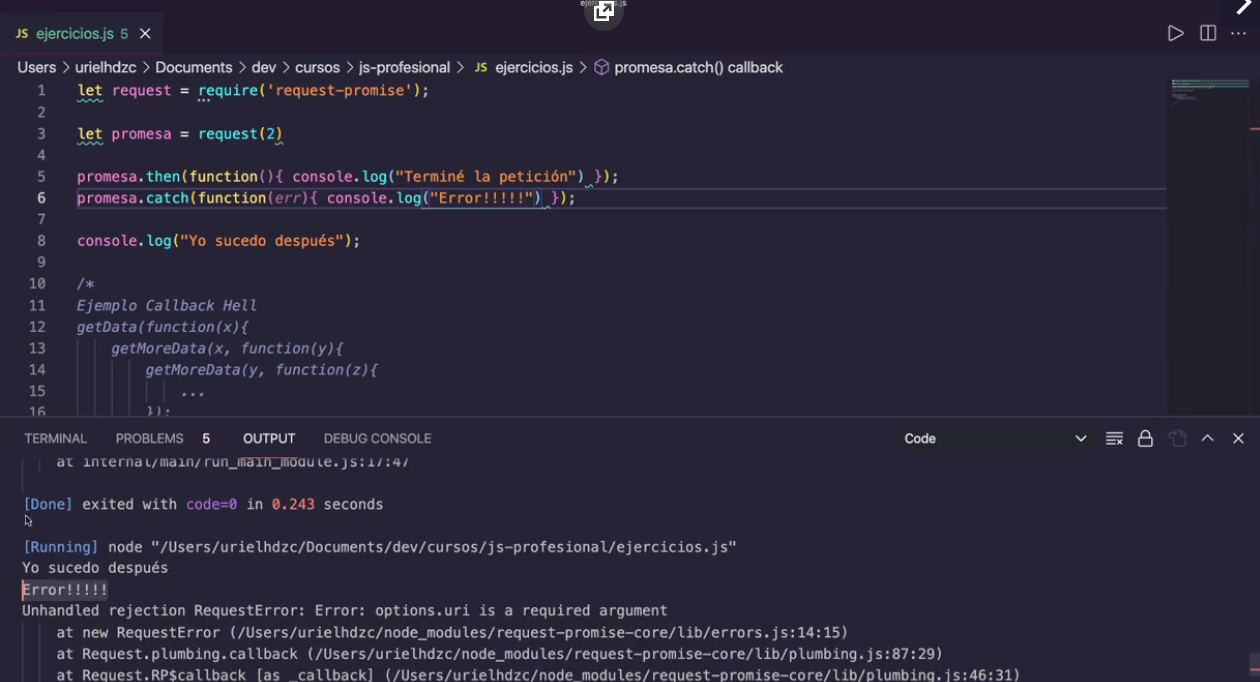 ejercicios.js
JS ejercicios.js 5
Users > urielhdzc > Documents > dev > cursos > js-profesional > JS ejercicios.js > promesa.catch() callback
1 let request = require('request-promise');
2
3 let promesa = request(2)
4
5 promesa.then(function(){ console.log("Terminé la petición") });
6 promesa.catch(function(err){ console.log("Error!!!!!") });
7
8 console.log("Yo sucedo después");
9
10 /*
11 Ejemplo Callback Hell
12 getData(function(x){
13 getMoreData(x, function(y){
14 getMoreData(y, function(z){
15 ...
16 });
TERMINAL PROBLEMS 5 OUTPUT DEBUG CONSOLE Code
at internal/main/run_main_module.js:17:47
[Done] exited with code=0 in 0.243 seconds
[Running] node "/Users/urielhdzc/Documents/dev/cursos/js-profesional/ejercicios.js"
Yo sucedo después
Error!!!!!
Unhandled rejection RequestError: Error: options.uri is a required argument
at new RequestError (/Users/urielhdzc/node_modules/request-promise-core/lib/errors.js:14:15)
at Request.plumbing.callback (/Users/urielhdzc/node_modules/request-promise-core/lib/plumbing.js:87:29)
at Request.RP$callback [as _callback] (/Users/urielhdzc/node_modules/request-promise-core/lib/plumbing.js:46:31)